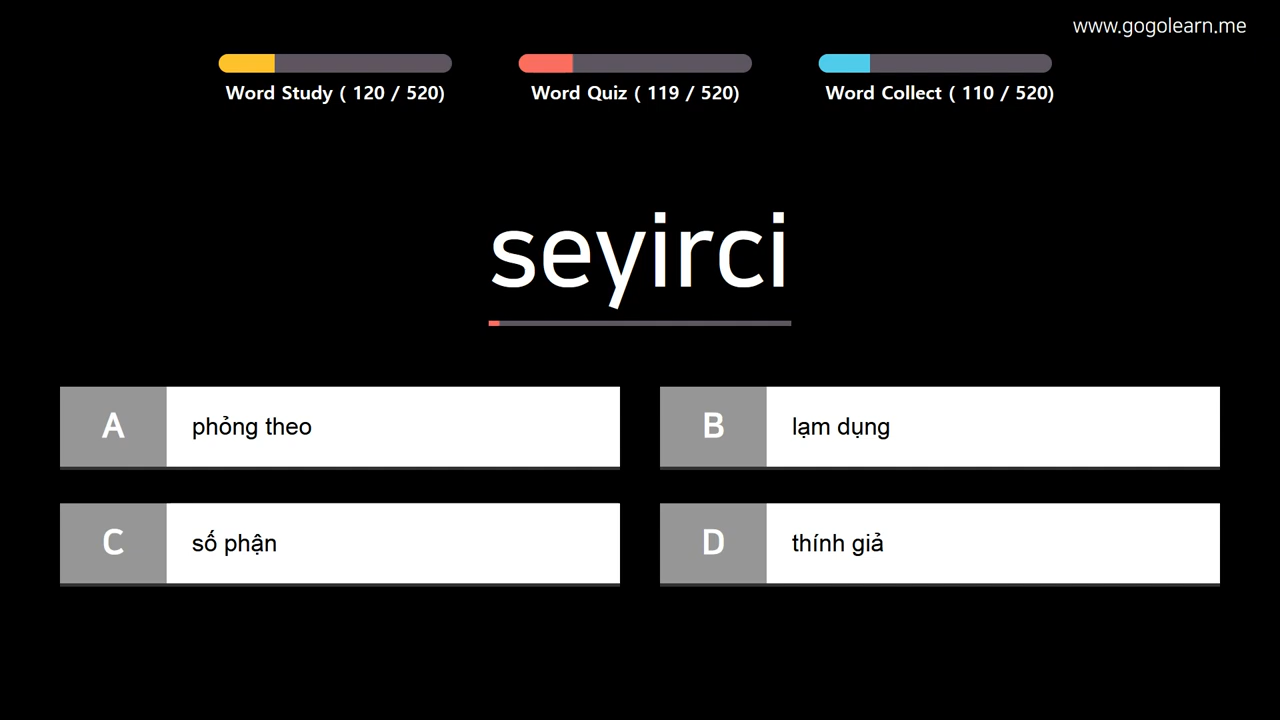 www.gogolearn.me
Word Study ( 120 / 520)
Word Quiz ( 119 / 520)
Word Collect ( 110 / 520)
seyirci
A phỏng theo
B lạm dụng
C số phận
D thính giả